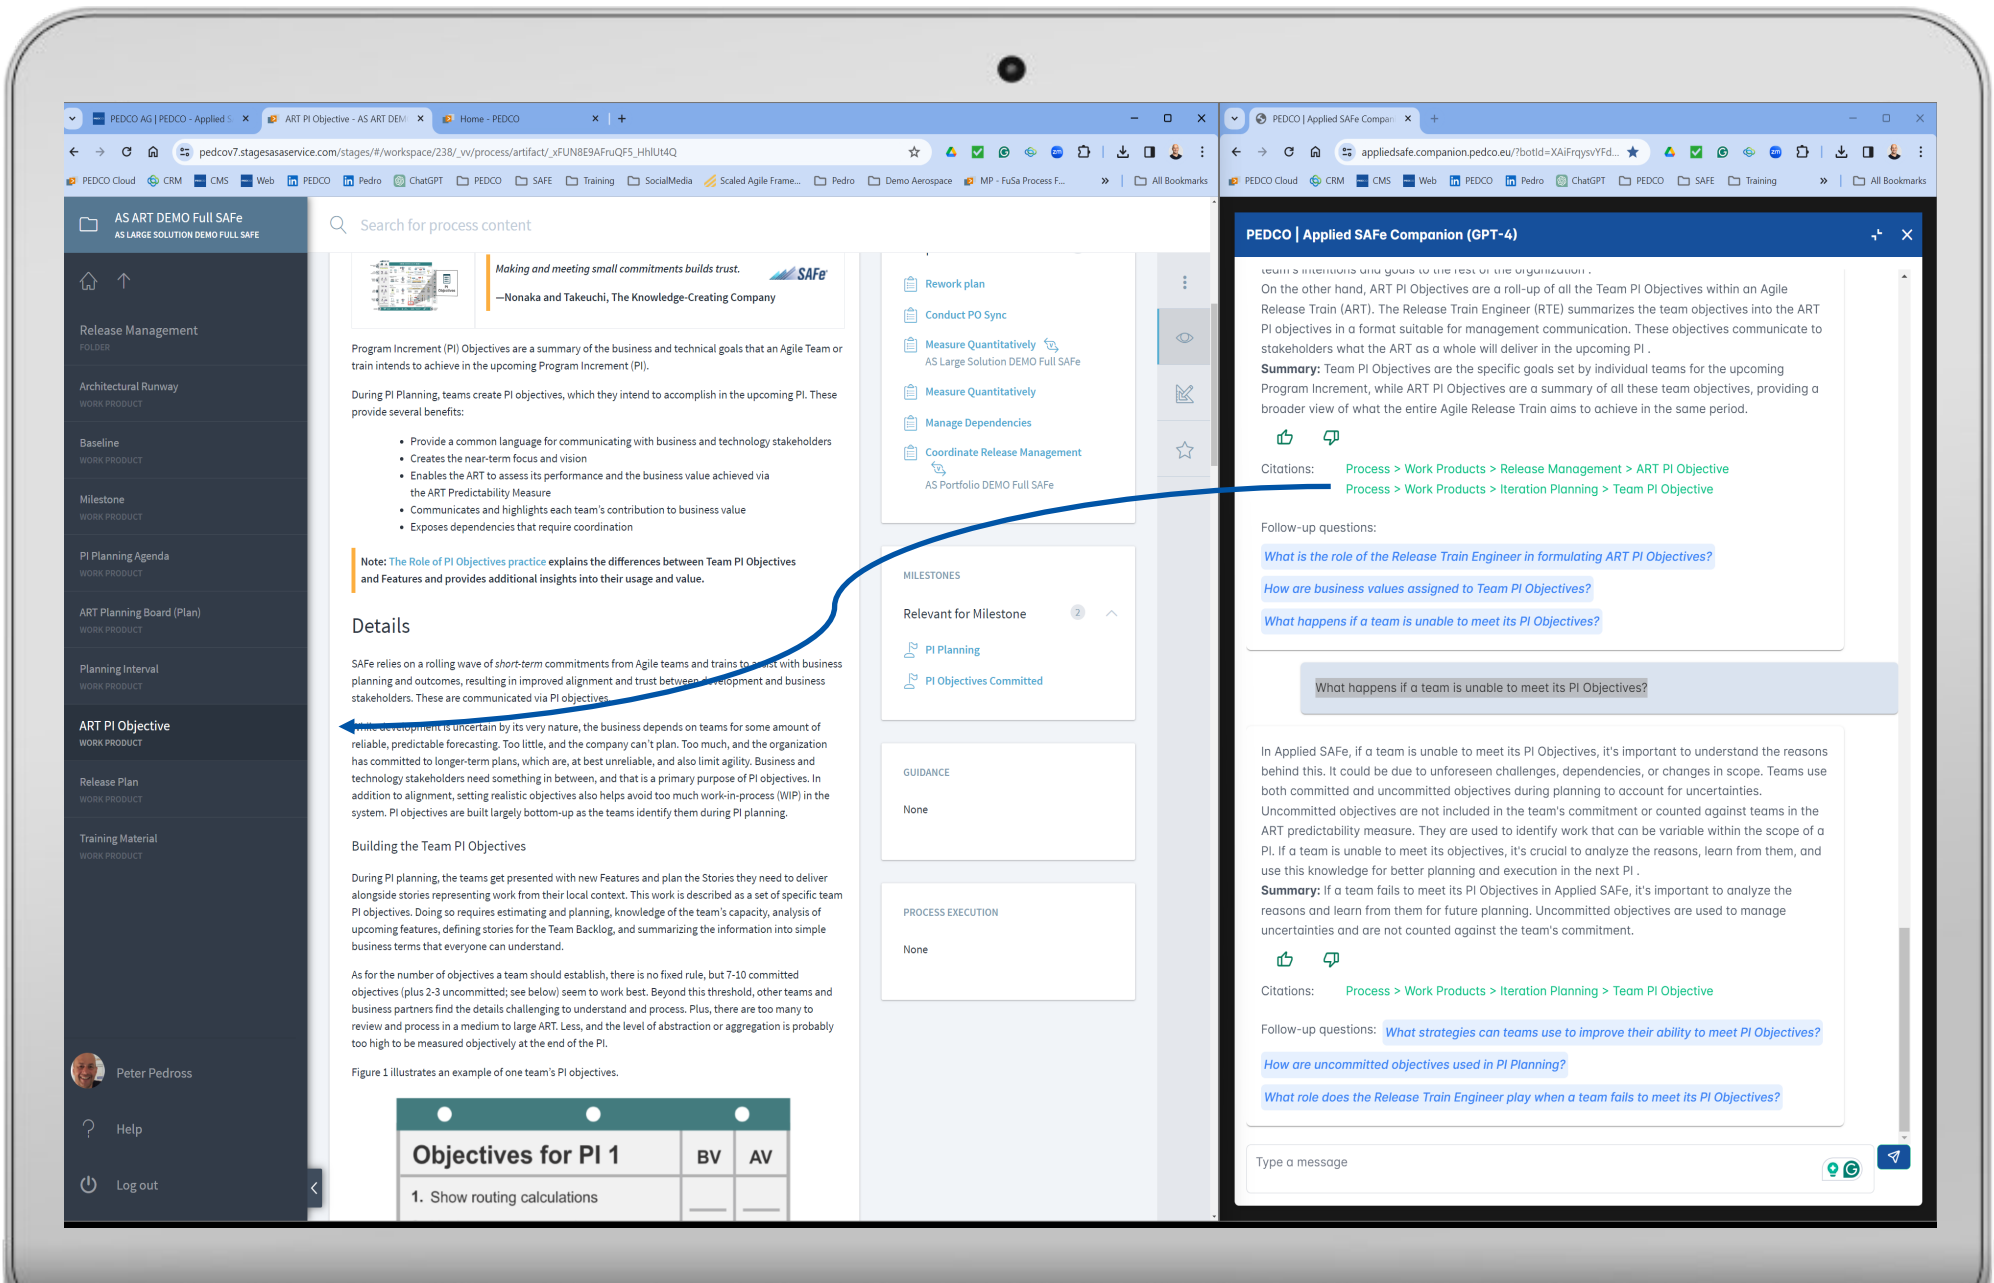 PEDCO AG | PEDCO - Applied S
ART PI Objective - AS ART DEM
Home - PEDCO
pedcov7.stagesasaservice.com/stages/#/workspace/238/_vv/process/artifact/_xFUN8E9AFruQF5_HhlUt4Q
PEDCO Cloud CRM CMS Web PEDCO Pedro ChatGPT PEDCO SAFE Training SocialMedia Scaled Agile Frame... Pedro Demo Aerospace MP - FuSa Process F... » All Bookmarks
AS ART DEMO Full SAFe
AS LARGE SOLUTION DEMO FULL SAFE
Release Management
FOLDER
Architectural Runway
WORK PRODUCT
Baseline
WORK PRODUCT
Milestone
WORK PRODUCT
PI Planning Agenda
WORK PRODUCT
ART Planning Board (Plan)
WORK PRODUCT
Planning Interval
WORK PRODUCT
ART PI Objective
WORK PRODUCT
Release Plan
WORK PRODUCT
Training Material
WORK PRODUCT
Peter Pedross
Help
Log out
Search for process content
Making and meeting small commitments builds trust.
SAFe
—Nonaka and Takeuchi, The Knowledge-Creating Company
Program Increment (PI) Objectives are a summary of the business and technical goals that an Agile Team or
train intends to achieve in the upcoming Program Increment (PI).
During PI Planning, teams create PI objectives, which they intend to accomplish in the upcoming PI. These
provide several benefits:
• Provide a common language for communicating with business and technology stakeholders
• Creates the near-term focus and vision
• Enables the ART to assess its performance and the business value achieved via
the ART Predictability Measure
• Communicates and highlights each team's contribution to business value
• Exposes dependencies that require coordination
Note: The Role of PI Objectives practice explains the differences between Team PI Objectives
and Features and provides additional insights into their usage and value.
Details
SAFe relies on a rolling wave of short-term commitments from Agile teams and trains to assist with business
planning and outcomes, resulting in improved alignment and trust between development and business
stakeholders. These are communicated via PI objectives.
While development is uncertain by its very nature, the business depends on teams for some amount of
reliable, predictable forecasting. Too little, and the company can't plan. Too much, and the organization
has committed to longer-term plans, which are, at best unreliable, and also limit agility. Business and
technology stakeholders need something in between, and that is a primary purpose of PI objectives. In
addition to alignment, setting realistic objectives also helps avoid too much work-in-process (WIP) in the
system. PI objectives are built largely bottom-up as the teams identify them during PI planning.
Building the Team PI Objectives
During PI planning, the teams get presented with new Features and plan the Stories they need to deliver
alongside stories representing work from their local context. This work is described as a set of specific team
PI objectives. Doing so requires estimating and planning, knowledge of the team's capacity, analysis of
upcoming features, defining stories for the Team Backlog, and summarizing the information into simple
business terms that everyone can understand.
As for the number of objectives a team should establish, there is no fixed rule, but 7-10 committed
objectives (plus 2-3 uncommitted; see below) seem to work best. Beyond this threshold, other teams and
business partners find the details challenging to understand and process. Plus, there are too many to
review and process in a medium to large ART. Less, and the level of abstraction or aggregation is probably
too high to be measured objectively at the end of the PI.
Figure 1 illustrates an example of one team's PI objectives.
Objectives for PI 1 BV AV
1. Show routing calculations
Rework plan
Conduct PO Sync
Measure Quantitatively
AS Large Solution DEMO Full SAFe
Measure Quantitatively
Manage Dependencies
Coordinate Release Management
AS Portfolio DEMO Full SAFe
MILESTONES
Relevant for Milestone 2
PI Planning
PI Objectives Committed
GUIDANCE
None
PROCESS EXECUTION
None
PEDCO | Applied SAFe Compan
appliedsafe.companion.pedco.eu/?botId=XAiFrqysvYFd...
PEDCO Cloud CRM CMS Web PEDCO Pedro ChatGPT PEDCO SAFE Training » All Bookmarks
PEDCO | Applied SAFe Companion (GPT-4)
team's intentions and goals to the rest of the organization .
On the other hand, ART PI Objectives are a roll-up of all the Team PI Objectives within an Agile
Release Train (ART). The Release Train Engineer (RTE) summarizes the team objectives into the ART
PI objectives in a format suitable for management communication. These objectives communicate to
stakeholders what the ART as a whole will deliver in the upcoming PI .
Summary: Team PI Objectives are the specific goals set by individual teams for the upcoming
Program Increment, while ART PI Objectives are a summary of all these team objectives, providing a
broader view of what the entire Agile Release Train aims to achieve in the same period.
Citations: Process > Work Products > Release Management > ART PI Objective
Process > Work Products > Iteration Planning > Team PI Objective
Follow-up questions:
What is the role of the Release Train Engineer in formulating ART PI Objectives?
How are business values assigned to Team PI Objectives?
What happens if a team is unable to meet its PI Objectives?
What happens if a team is unable to meet its PI Objectives?
In Applied SAFe, if a team is unable to meet its PI Objectives, it's important to understand the reasons
behind this. It could be due to unforeseen challenges, dependencies, or changes in scope. Teams use
both committed and uncommitted objectives during planning to account for uncertainties.
Uncommitted objectives are not included in the team's commitment or counted against teams in the
ART predictability measure. They are used to identify work that can be variable within the scope of a
PI. If a team is unable to meet its objectives, it's crucial to analyze the reasons, learn from them, and
use this knowledge for better planning and execution in the next PI .
Summary: If a team fails to meet its PI Objectives in Applied SAFe, it's important to analyze the
reasons and learn from them for future planning. Uncommitted objectives are used to manage
uncertainties and are not counted against the team's commitment.
Citations: Process > Work Products > Iteration Planning > Team PI Objective
Follow-up questions: What strategies can teams use to improve their ability to meet PI Objectives?
How are uncommitted objectives used in PI Planning?
What role does the Release Train Engineer play when a team fails to meet its PI Objectives?
Type a message